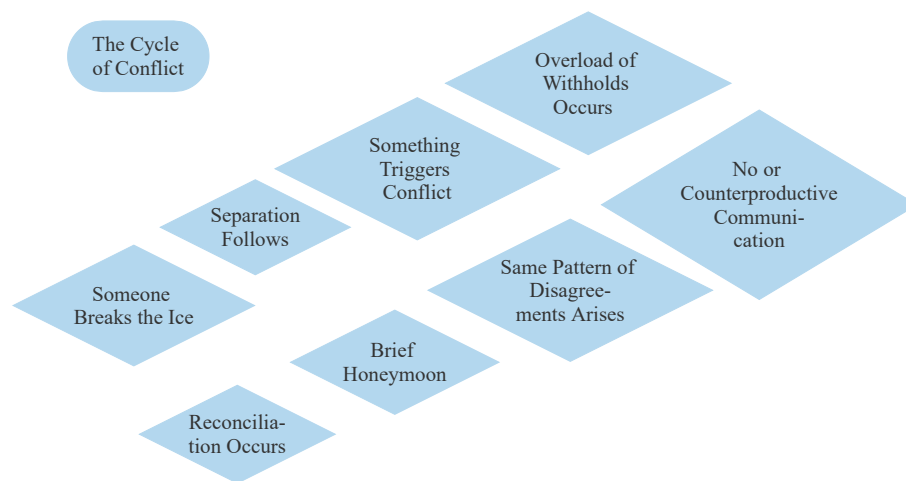 The Cycle
of Conflict
Overload of
Withholds
Occurs
Something
Triggers
Conflict
No or
Counterproductive
Communi-
cation
Separation
Follows
Same Pattern of
Disagree-
ments Arises
Someone
Breaks the Ice
Brief
Honeymoon
Reconcilia-
tion Occurs